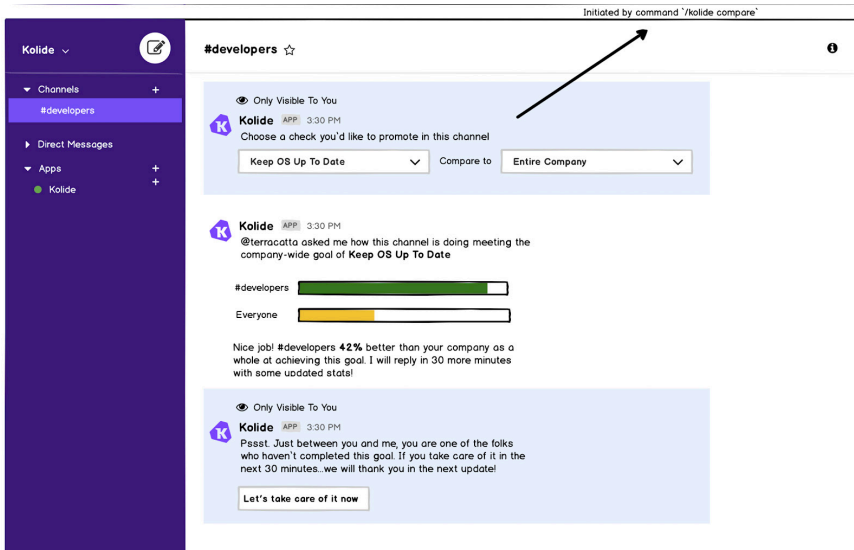 Initiated by command `/kolide compare`
Kolide
#developers
Channels +
#developers
Direct Messages
Apps +
Kolide +
Only Visible To You
Kolide APP 3:30 PM
Choose a check you'd like to promote in this channel
Keep OS Up To Date Compare to Entire Company
Kolide APP 3:30 PM
@terracatta asked me how this channel is doing meeting the
company-wide goal of Keep OS Up To Date
#developers
Everyone
Nice job! #developers 42% better than your company as a
whole at achieving this goal. I will reply in 30 more minutes
with some updated stats!
Only Visible To You
Kolide APP 3:30 PM
Pssst. Just between you and me, you are one of the folks
who haven't completed this goal. If you take care of it in the
next 30 minutes...we will thank you in the next update!
Let's take care of it now